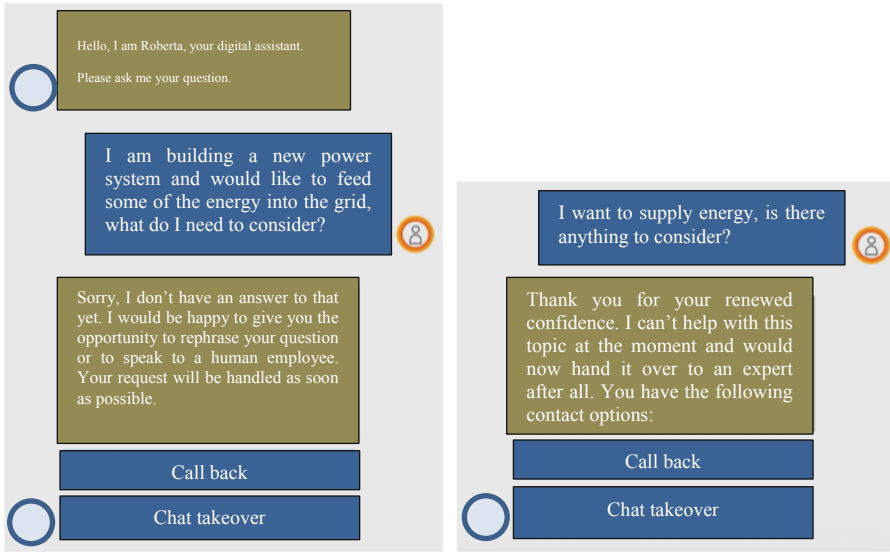 Hello, I am Roberta, your digital assistant.
Please ask me your question.
I am building a new power
system and would like to feed
some of the energy into the grid,
what do I need to consider?
Sorry, I don't have an answer to that
yet. I would be happy to give you the
opportunity to rephrase your question
or to speak to a human employee.
Your request will be handled as soon
as possible.
Call back
Chat takeover
I want to supply energy, is there
anything to consider?
Thank you for your renewed
confidence. I can't help with this
topic at the moment and would
now hand it over to an expert
after all. You have the following
contact options:
Call back
Chat takeover